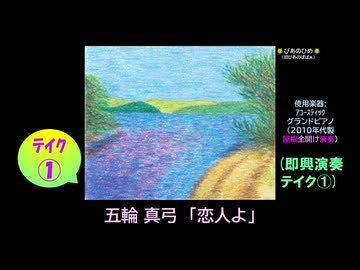 🌻ぴあのひめ🌻
(旧ぴあのばばぁ)
テイク
①
使用楽器:
アコースティック
グランドピアノ
(2010年代製
屋根全開け演奏)
(即興演奏
テイク①)
五輪 真弓 「恋人よ」